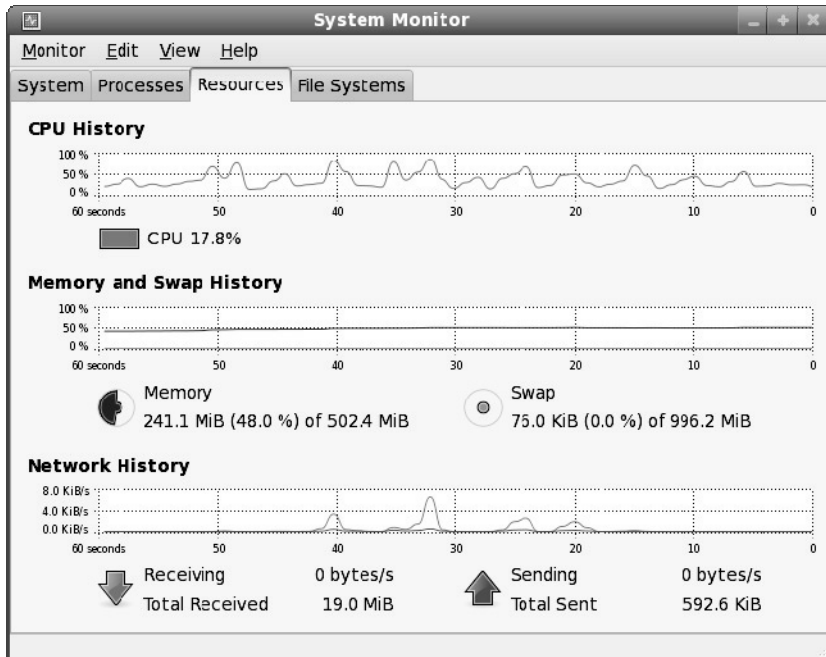 System Monitor
Monitor Edit View Help
System Processes Resources File Systems
CPU History
100 %
50 %
0 %
60 seconds 50 40 30 20 10 0
CPU 17.8%
Memory and Swap History
100 %
50 %
0 %
60 seconds 50 40 30 20 10 0
Memory Swap
241.1 MiB (48.0 %) of 502.4 MiB 76.0 KiB (0.0 %) of 996.2 MiB
Network History
8.0 KiB/s
4.0 KiB/s
0.0 KiB/s
60 seconds 50 40 30 20 10 0
Receiving 0 bytes/s Sending 0 bytes/s
Total Received 19.0 MiB Total Sent 592.6 KiB